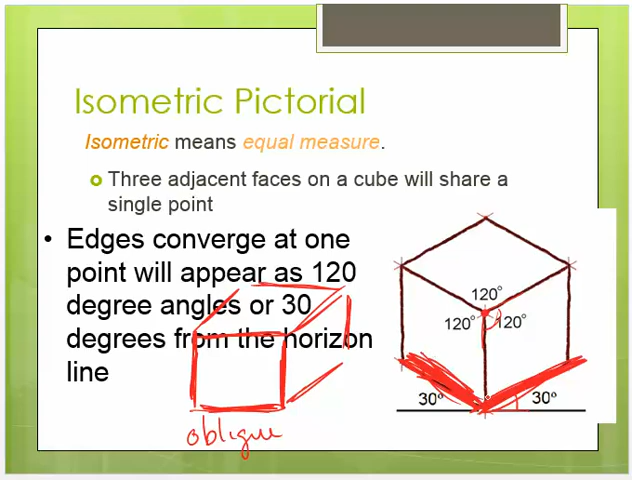 Isometric Pictorial
Isometric means equal measure.
Three adjacent faces on a cube will share a
single point
• Edges converge at one
point will appear as 120
degree angles or 30
degrees from the horizon
line
oblique
120°
120°
120°
30°
30°